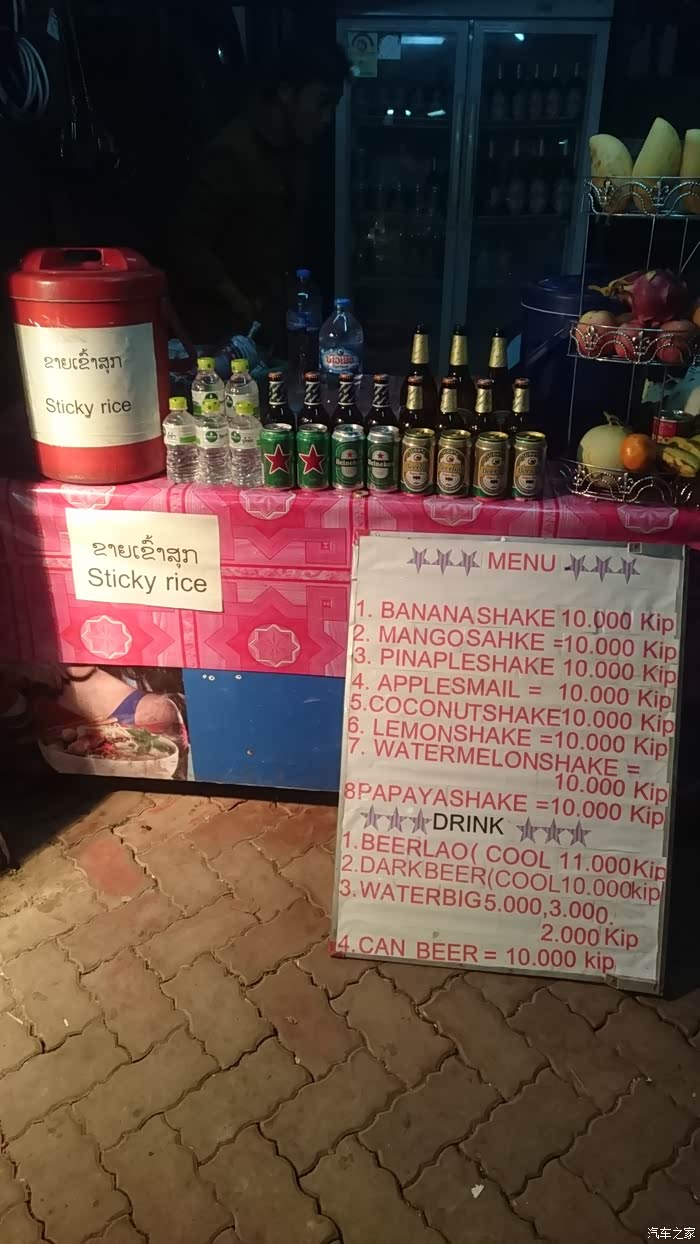 ຂາຍເຂົ້າສຸກ
Sticky rice
ຂາຍເຂົ້າສຸກ
Sticky rice
Heineken
Heineken
MENU
1. BANANASHAKE 10.000 Kip
2. MANGOSAHKE =10.000 Kip
3. PINAPLESHAKE 10.000 Kip
4. APPLESMAIL = 10.000 Kip
5.COCONUTSHAKE10.000 Kip
6. LEMONSHAKE =10.000 Kip
7. WATERMELONSHAKE =
10.000 Kip
8PAPAYASHAKE =10.000 Kip
DRINK
1.BEERLAO( COOL 11.000Kip
2.DARKBEER(COOL10.000kip
3.WATERBIG5.000,3.000.
2.000 Kip
4.CAN BEER = 10.000 kip
汽车之家